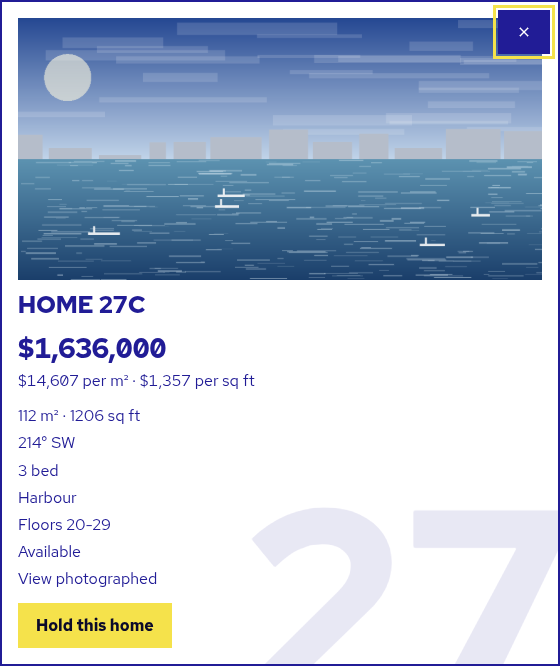 ×
HOME 27C
$1,636,000
$14,607 per m² · $1,357 per sq ft
112 m² · 1206 sq ft
214° SW
3 bed
Harbour
Floors 20–29
Available
View photographed
Hold this home
27